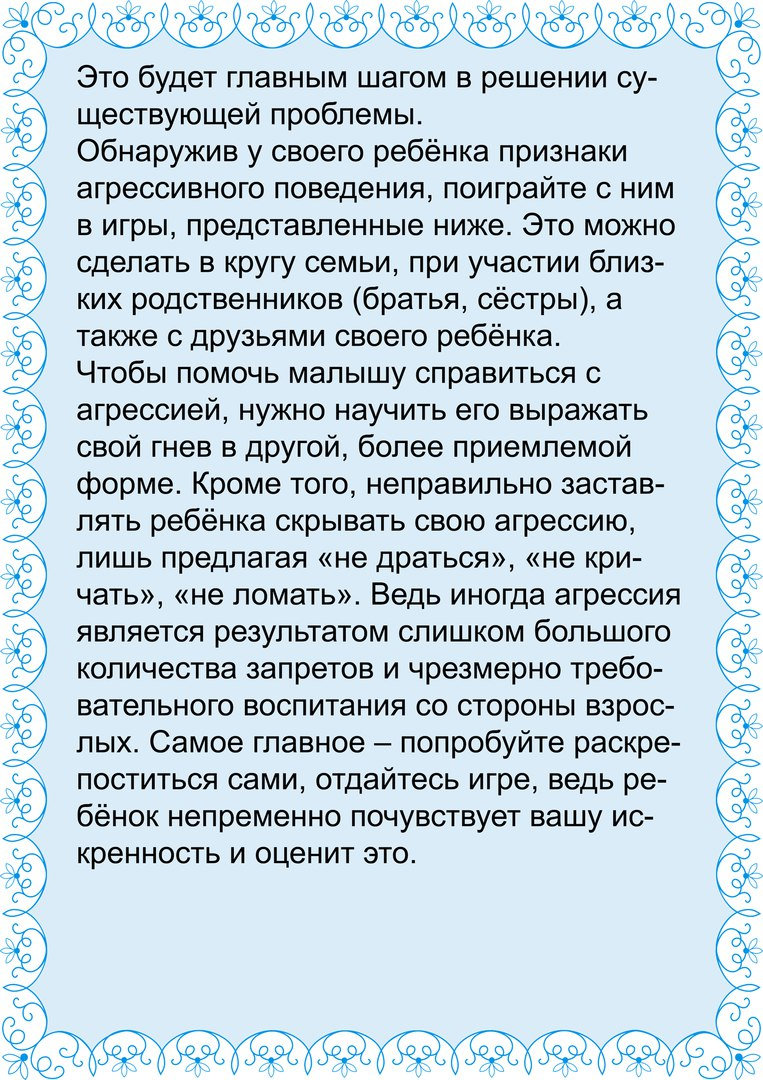 Это будет главным шагом в решении су-
ществующей проблемы.
Обнаружив у своего ребёнка признаки
агрессивного поведения, поиграйте с ним
в игры, представленные ниже. Это можно
сделать в кругу семьи, при участии близ-
ких родственников (братья, сёстры), а
также с друзьями своего ребёнка.
Чтобы помочь малышу справиться с
агрессией, нужно научить его выражать
свой гнев в другой, более приемлемой
форме. Кроме того, неправильно застав-
лять ребёнка скрывать свою агрессию,
лишь предлагая «не драться», «не кри-
чать», «не ломать». Ведь иногда агрессия
является результатом слишком большого
количества запретов и чрезмерно требо-
вательного воспитания со стороны взрос-
лых. Самое главное – попробуйте раскре-
поститься сами, отдайтесь игре, ведь ре-
бёнок непременно почувствует вашу ис-
кренность и оценит это.